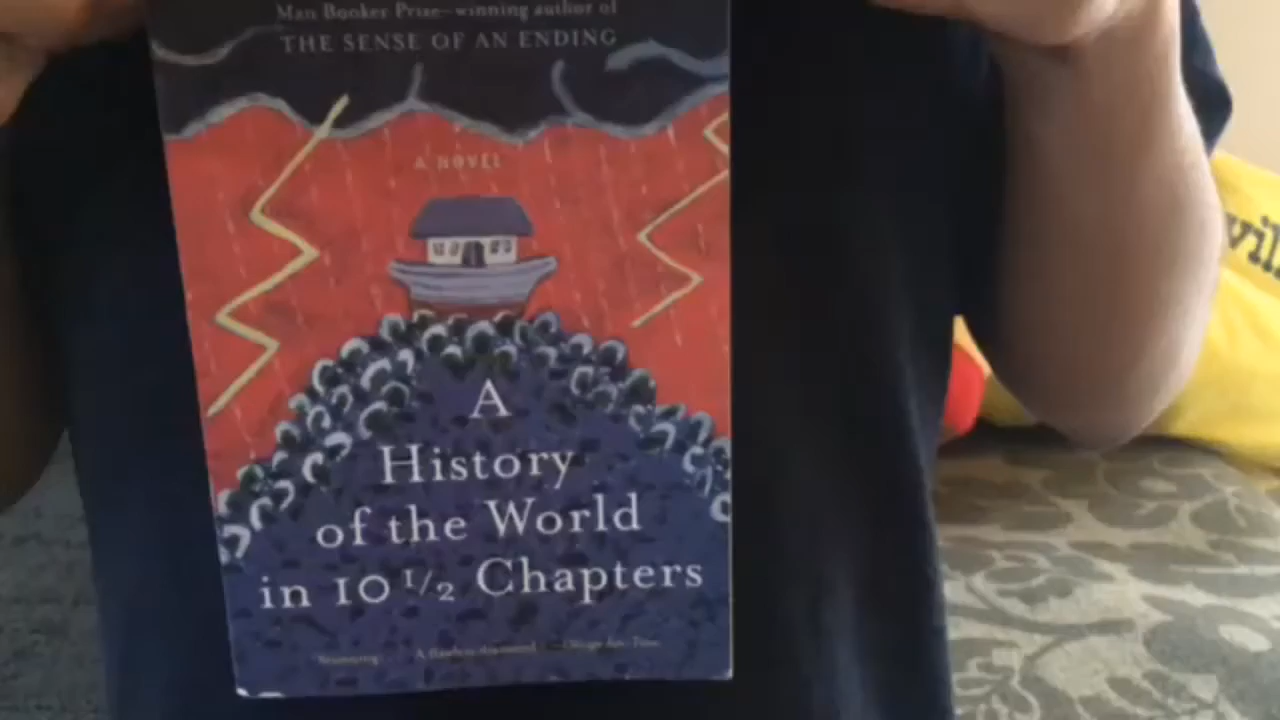 Man Booker Prize–winning author of
THE SENSE OF AN ENDING
A NOVEL
A
History
of the World
in 10 1/2 Chapters
vil